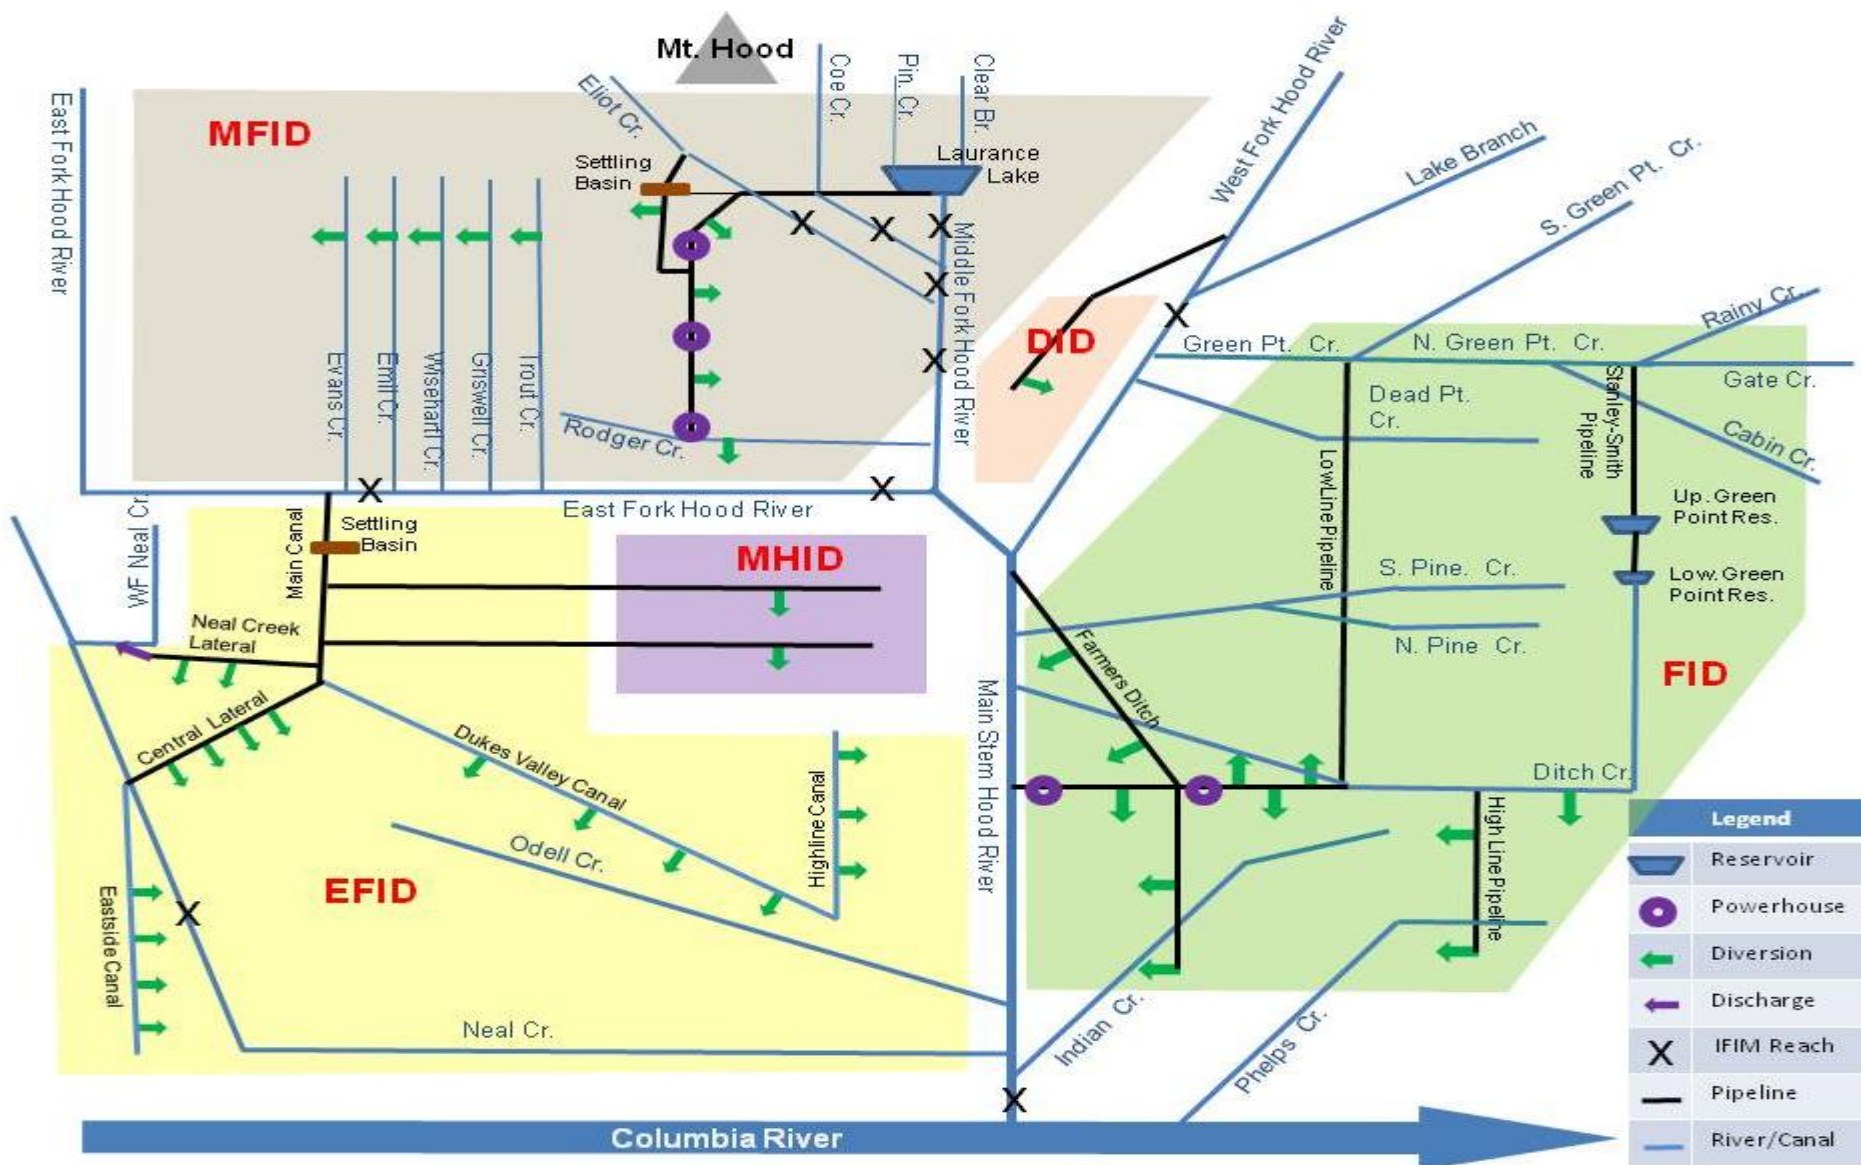 Mt. Hood
East Fork Hood River
MFID
Eliot Cr.
Coe Cr.
Pin. Cr.
Clear Br.
Settling
Basin
Laurance
Lake
West Fork Hood River
Lake Branch
S. Green Pt. Cr.
Middle Fork Hood River
Evans Cr.
Emil Cr.
Wisehartl Cr.
Griswell Cr.
Trout Cr.
Rodger Cr.
X
X
X
X
X
X
X
X
DID
Green Pt. Cr.
N. Green Pt. Cr.
Rainy Cr.
Gate Cr.
Cabin Cr.
Dead Pt.
Cr.
LowLine Pipeline
Stanley-Smith
Pipeline
Up. Green
Point Res.
Low. Green
Point Res.
East Fork Hood River
WF Neal Cr.
Main Canal
Settling
Basin
MHID
Neal Creek
Lateral
Central Lateral
Dukes Valley Canal
Odell Cr.
Highline Canal
Eastside Canal
EFID
X
Neal Cr.
Main Stem Hood River
Farmers Ditch
S. Pine. Cr.
N. Pine Cr.
FID
Ditch Cr.
High Line Pipeline
Indian Cr.
Phelps Cr.
X
Columbia River
Legend
Reservoir
Powerhouse
Diversion
Discharge
X IFIM Reach
Pipeline
River/Canal